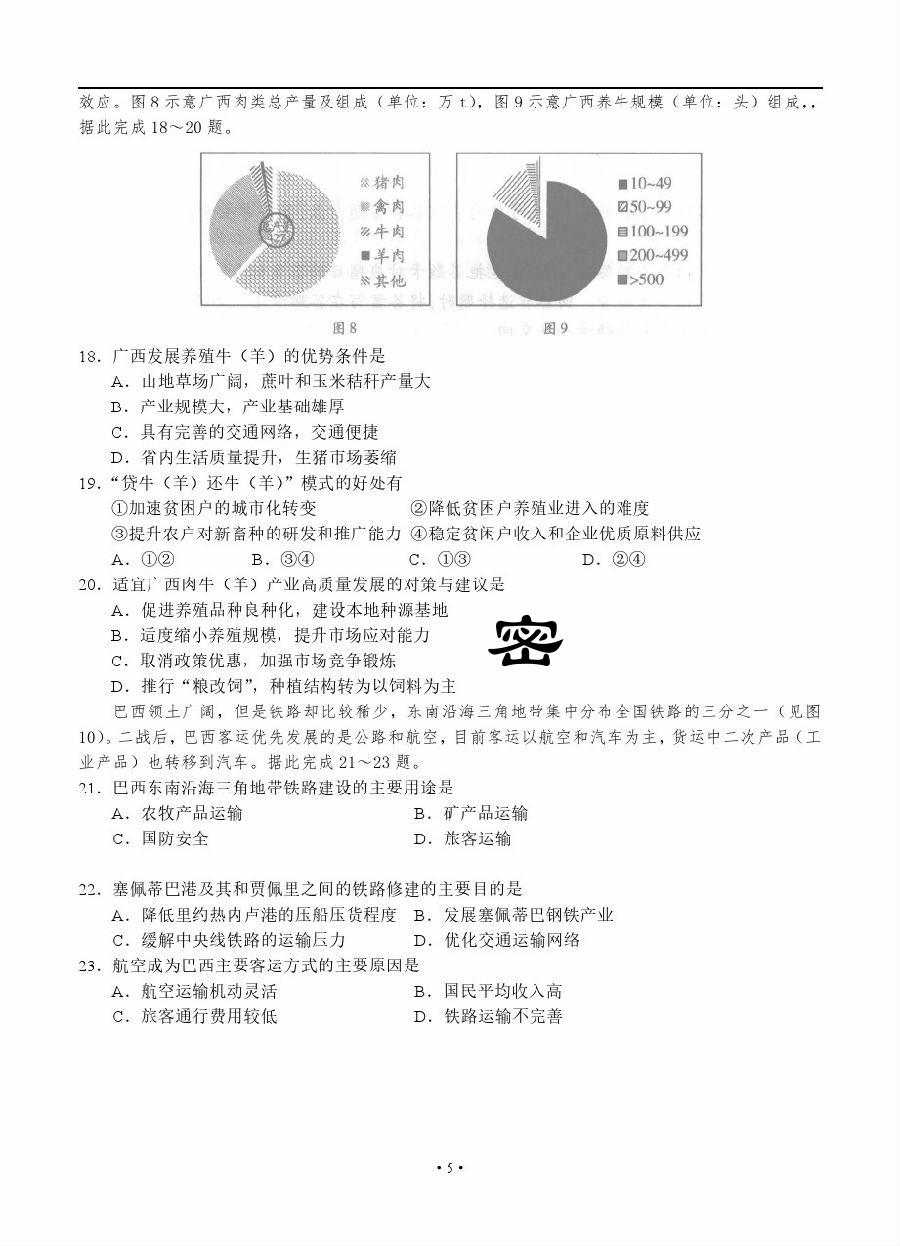 效应。图8示意广西肉类总产量及组成（单位：万t），图9示意广西养牛规模（单位：头）组成。,
据此完成18～20题。
猪肉
禽肉
牛肉
羊肉
其他
10~49
50~99
100~199
200~499
>500
图8
图9
18．广西发展养殖牛（羊）的优势条件是
A．山地草场广阔，蔗叶和玉米秸秆产量大
B．产业规模大，产业基础雄厚
C．具有完善的交通网络，交通便捷
D．省内生活质量提升，生猪市场萎缩
19．“贷牛（羊）还牛（羊）”模式的好处有
①加速贫困户的城市化转变 ②降低贫困户养殖业进入的难度
③提升农户对新畜种的研发和推广能力 ④稳定贫困户收入和企业优质原料供应
A．①② B．③④ C．①③ D．②④
20．适宜广西肉牛（羊）产业高质量发展的对策与建议是
A．促进养殖品种良种化，建设本地种源基地
B．适度缩小养殖规模，提升市场应对能力
C．取消政策优惠，加强市场竞争锻炼
D．推行“粮改饲”，种植结构转为以饲料为主
密
巴西领土广阔，但是铁路却比较稀少，东南沿海三角地带集中分布全国铁路的三分之一（见图
10）。二战后，巴西客运优先发展的是公路和航空，目前客运以航空和汽车为主，货运中二次产品（工
业产品）也转移到汽车。据此完成21～23题。
21．巴西东南沿海三角地带铁路建设的主要用途是
A．农牧产品运输 B．矿产品运输
C．国防安全 D．旅客运输
22．塞佩蒂巴港及其和贾佩里之间的铁路修建的主要目的是
A．降低里约热内卢港的压船压货程度 B．发展塞佩蒂巴钢铁产业
C．缓解中央线铁路的运输压力 D．优化交通运输网络
23．航空成为巴西主要客运方式的主要原因是
A．航空运输机动灵活 B．国民平均收入高
C．旅客通行费用较低 D．铁路运输不完善
·5·